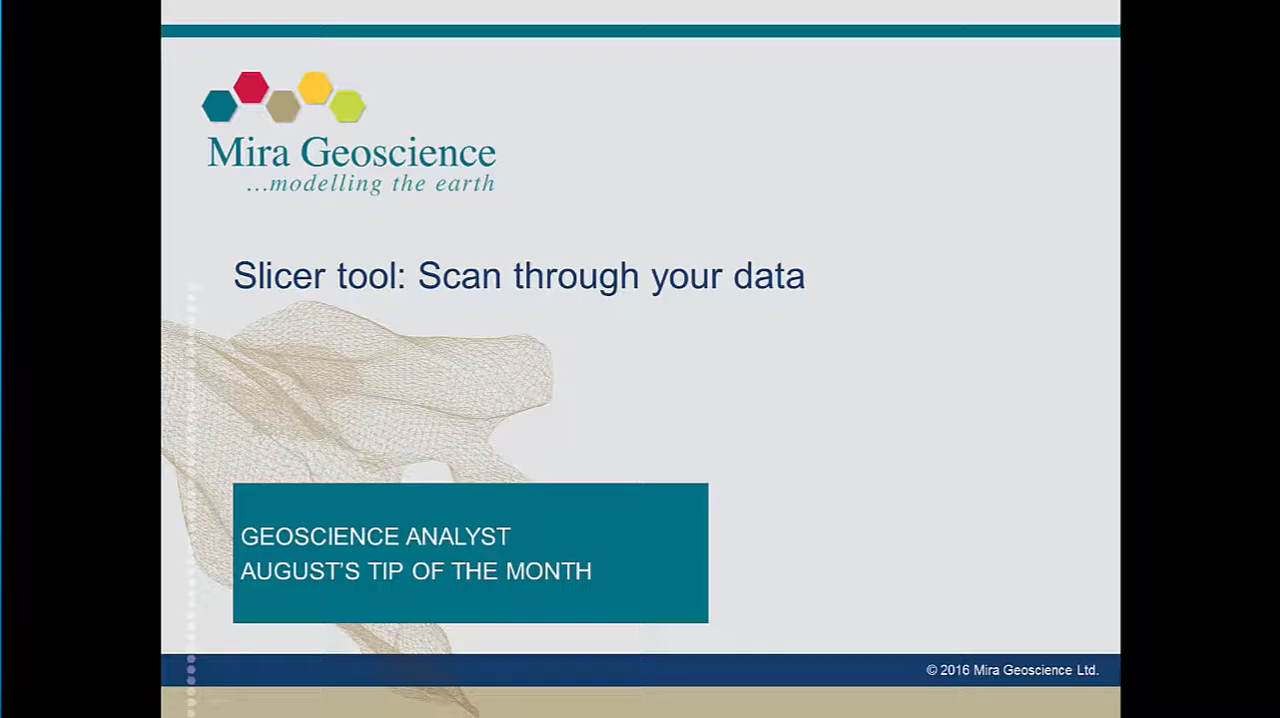 Mira Geoscience
...modelling the earth
Slicer tool: Scan through your data
GEOSCIENCE ANALYST
AUGUST'S TIP OF THE MONTH
© 2016 Mira Geoscience Ltd.